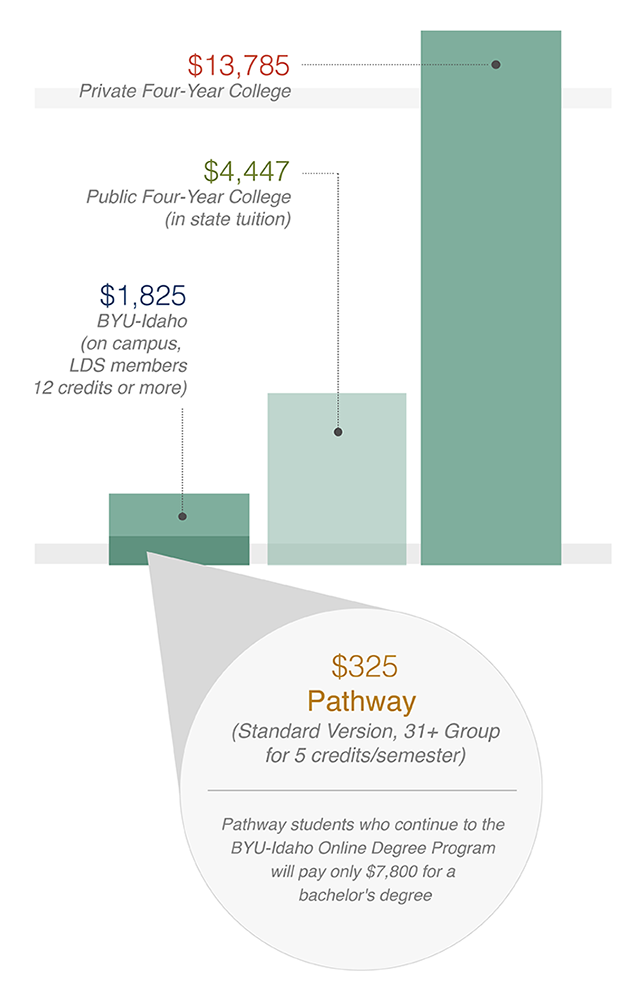 $13,785
Private Four-Year College
$4,447
Public Four-Year College
(in state tuition)
$1,825
BYU-Idaho
(on campus,
LDS members
12 credits or more)
$325
Pathway
(Standard Version, 31+ Group
for 5 credits/semester)
Pathway students who continue to the
BYU-Idaho Online Degree Program
will pay only $7,800 for a
bachelor's degree